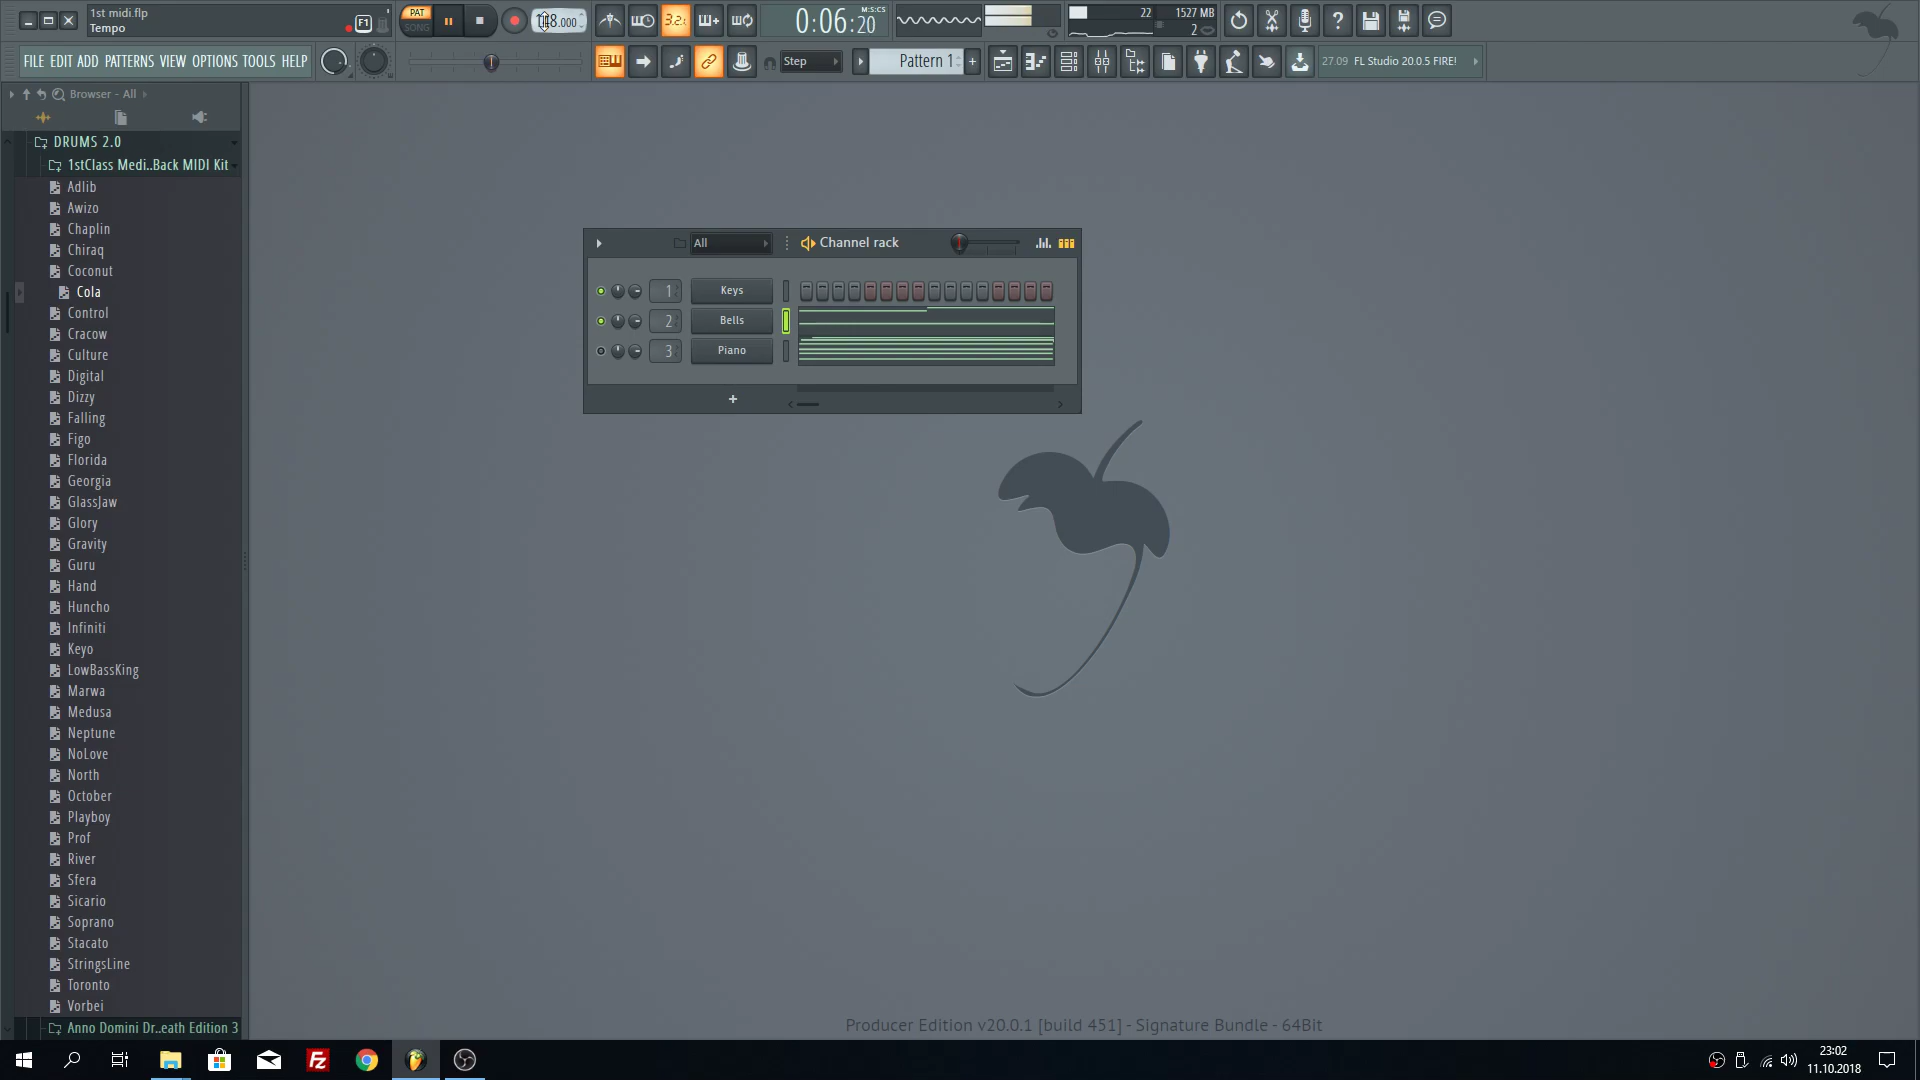 1st midi.flp
Tempo
F1
PAT
SONG
.000
3.2.
0:06:20
M:S:CS
22
1527 MB
2
FILE EDIT ADD PATTERNS VIEW OPTIONS TOOLS HELP
Step
Pattern 1
27.09 FL Studio 20.0.5 FIRE!
Browser - All
DRUMS 2.0
1stClass Medi..Back MIDI Kit
Adlib
Awizo
Chaplin
Chiraq
Coconut
Cola
Control
Cracow
Culture
Digital
Dizzy
Falling
Figo
Florida
Georgia
GlassJaw
Glory
Gravity
Guru
Hand
Huncho
Infiniti
Keyo
LowBassKing
Marwa
Medusa
Neptune
NoLove
North
October
Playboy
Prof
River
Sfera
Sicario
Soprano
Stacato
StringsLine
Toronto
Vorbei
Anno Domini Dr..eath Edition 3
All
Channel rack
1 Keys
2 Bells
3 Piano
Producer Edition v20.0.1 [build 451] - Signature Bundle - 64Bit
23:02
11.10.2018